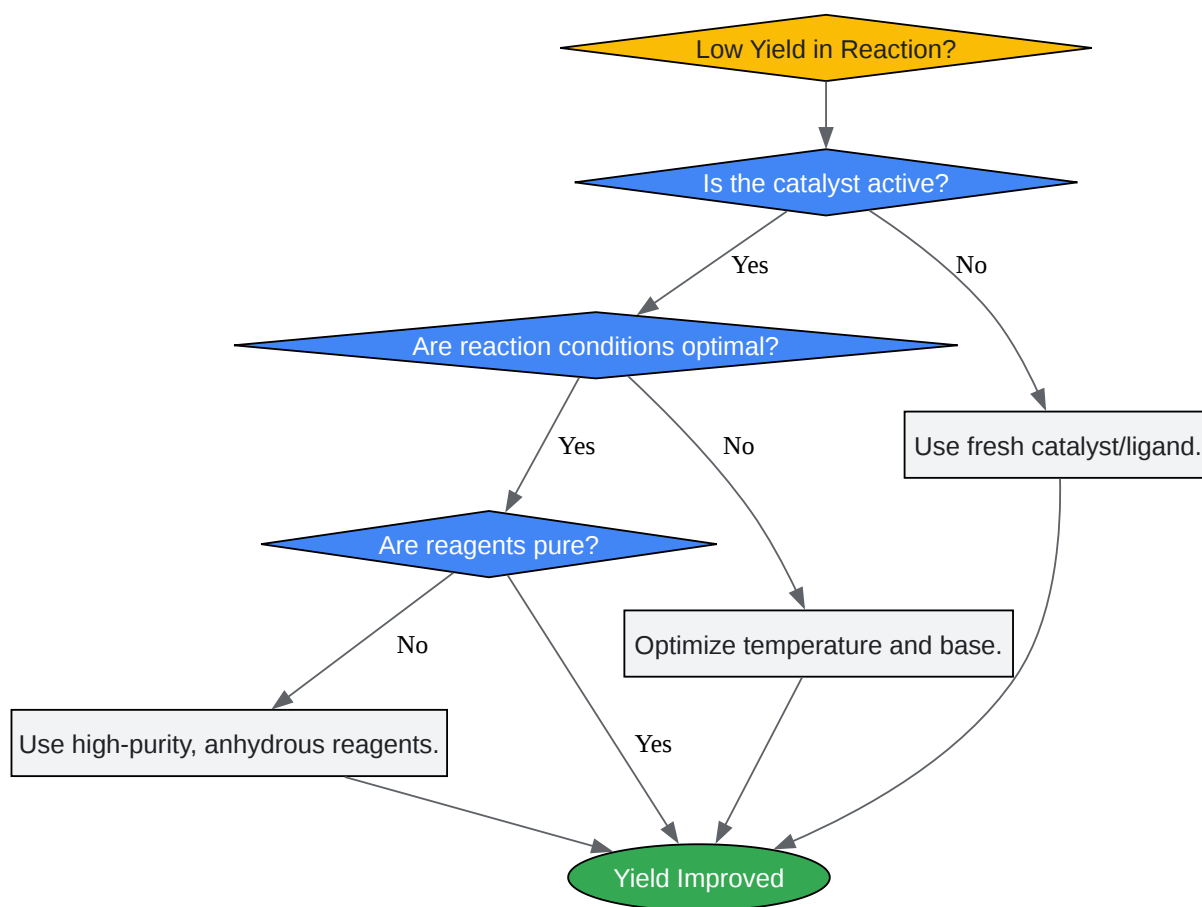 Low Yield in Reaction?
Is the catalyst active?
Yes
No
Are reaction conditions optimal?
Yes
No
Use fresh catalyst/ligand.
Are reagents pure?
No
Optimize temperature and base.
Use high-purity, anhydrous reagents.
Yes
Yield Improved